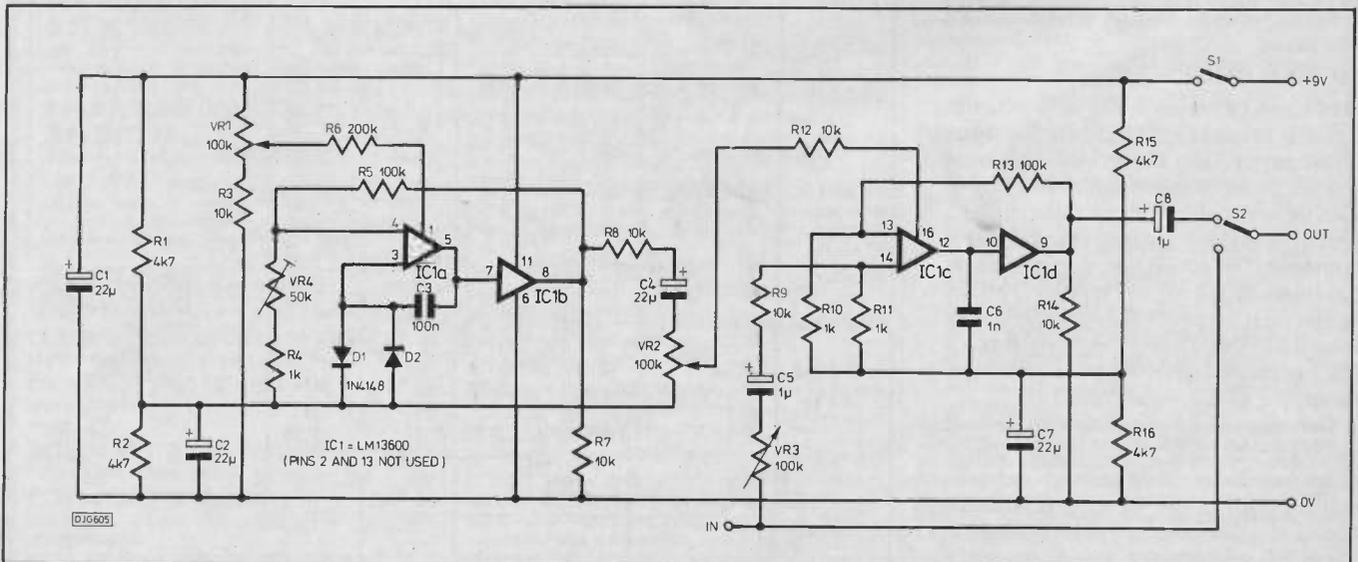 S1
+9V
VR1
100k
R6 200k
R12 10k
R15
4k7
R5 100k
R13 100k
R3
10k
C8
1µ
S2
OUT
R1
4k7
4
1
5
3
IC1a
R8 10k
13
16
12
14
IC1c
10
9
IC1d
C1
22µ
7
11
8
6
IC1b
C4
22µ
VR4
50k
C3
100n
R9
10k
R10
1k
R11
1k
C6
1n
R14
10k
VR2
100k
D1
1N4148
D2
R4
1k
C5
1µ
R2
4k7
C2
22µ
IC1 = LM13600
(PINS 2 AND 13 NOT USED)
R7
10k
VR3
100k
C7
22µ
R16
4k7
0V
DJG605
IN
+
+
+
+
+
+